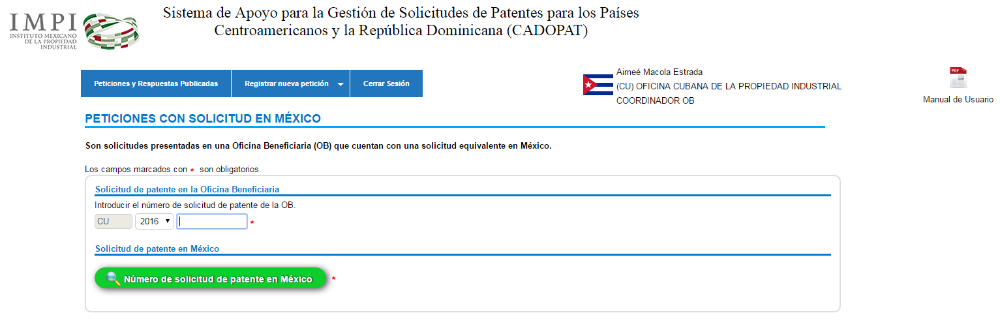 IMPI
INSTITUTO MEXICANO
DE LA PROPIEDAD
INDUSTRIAL
Sistema de Apoyo para la Gestión de Solicitudes de Patentes para los Países
Centroamericanos y la República Dominicana (CADOPAT)
Peticiones y Respuestas Publicadas
Registrar nueva petición
Cerrar Sesión
Aimeé Macola Estrada
(CU) OFICINA CUBANA DE LA PROPIEDAD INDUSTRIAL
COORDINADOR OB
PDF
Manual de Usuario
PETICIONES CON SOLICITUD EN MÉXICO
Son solicitudes presentadas en una Oficina Beneficiaria (OB) que cuentan con una solicitud equivalente en México.
Los campos marcados con * son obligatorios.
Solicitud de patente en la Oficina Beneficiaria
Introducir el número de solicitud de patente de la OB.
CU 2016 *
Solicitud de patente en México
Número de solicitud de patente en México *